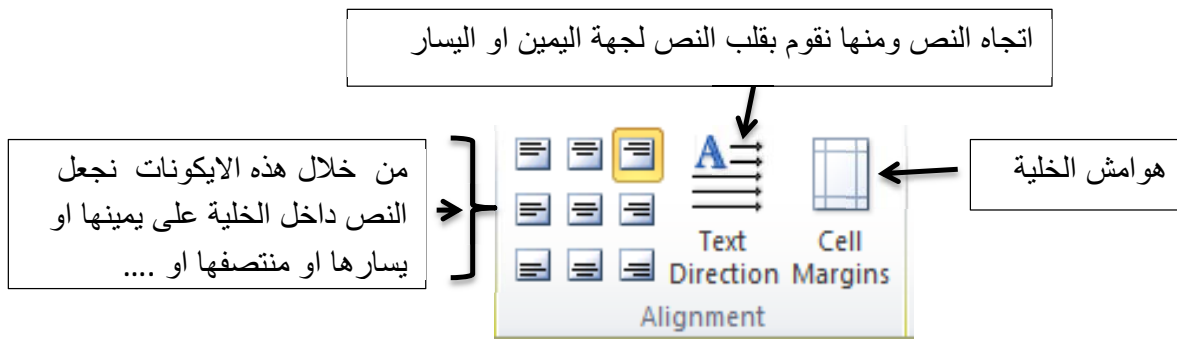 اتجاه النص ومنها نقوم بقلب النص لجهة اليمين او اليسار
هوامش الخلية
من خلال هذه الايكونات نجعل
النص داخل الخلية على يمينها او
يسارها او منتصفها او ....
Text
Direction
Cell
Margins
Alignment